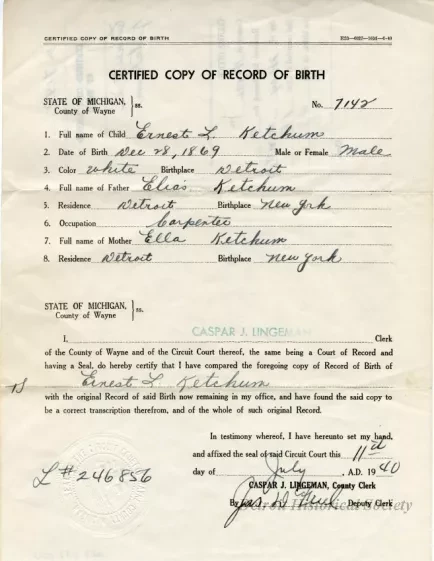 CERTIFIED COPY OF RECORD OF BIRTH
CERTIFIED COPY OF RECORD OF BIRTH
STATE OF MICHIGAN, } ss.
County of Wayne
No. 7142
1. Full name of Child Ernest L. Ketchum
2. Date of Birth Dec 28, 1869 Male or Female Male
3. Color White Birthplace Detroit
4. Full name of Father Elias Ketchum
5. Residence Detroit Birthplace New York
6. Occupation Carpenter
7. Full name of Mother Ella Ketchum
8. Residence Detroit Birthplace New York
STATE OF MICHIGAN, } ss.
County of Wayne
CASPAR J. LINGEMAN
I, Clerk
of the County of Wayne and of the Circuit Court thereof, the same being a Court of Record and
having a Seal, do hereby certify that I have compared the foregoing copy of Record of Birth of
Ernest L. Ketchum
with the original Record of said Birth now remaining in my office, and have found the said copy to
be a correct transcription therefrom, and of the whole of such original Record.
In testimony whereof, I have hereunto set my hand,
and affixed the seal of said Circuit Court this 11th
day of July, A.D. 1940
L # 246856
CASPAR J. LINGEMAN, County Clerk
By Deputy Clerk
Detroit Historical Society